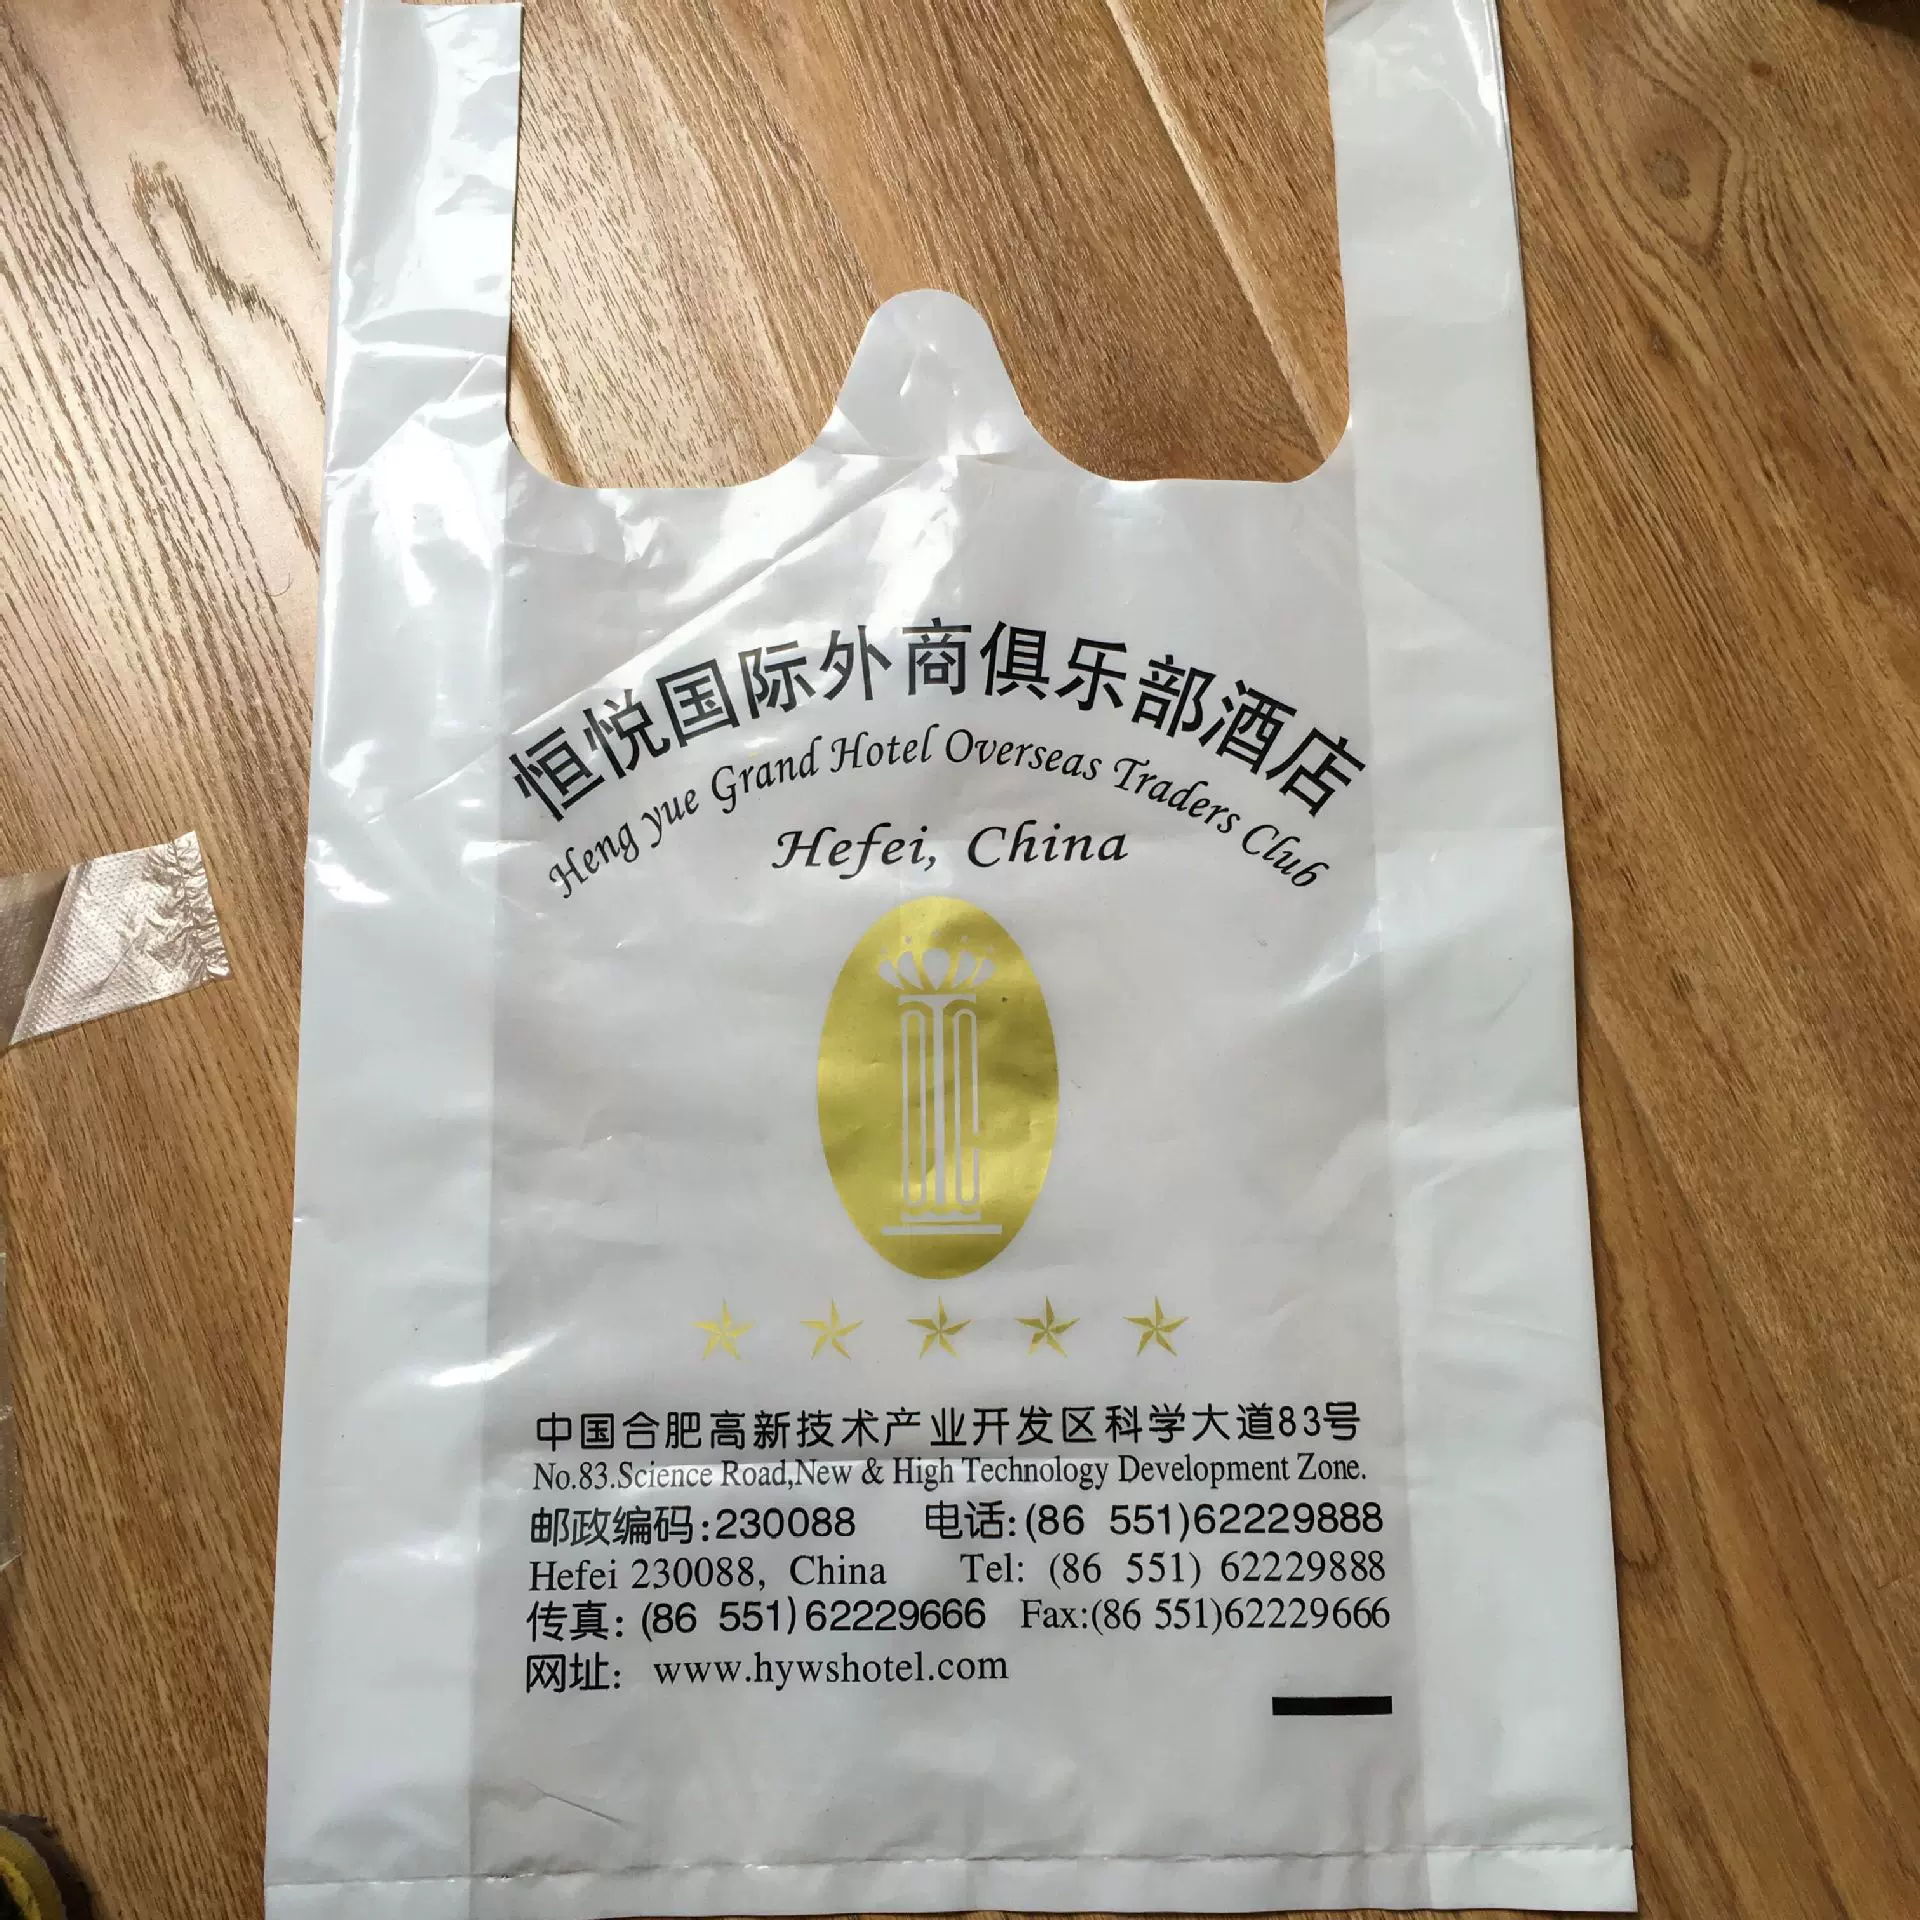 恒悦国际外商俱乐部酒店
Heng yue Grand Hotel Overseas Traders Club
Hefei, China
中国合肥高新技术产业开发区科学大道83号
No.83.Science Road,New & High Technology Development Zone.
邮政编码:230088 电话:(86 551)62229888
Hefei 230088, China Tel: (86 551) 62229888
传真: (86 551)62229666 Fax:(86 551)62229666
网址: www.hywshotel.com